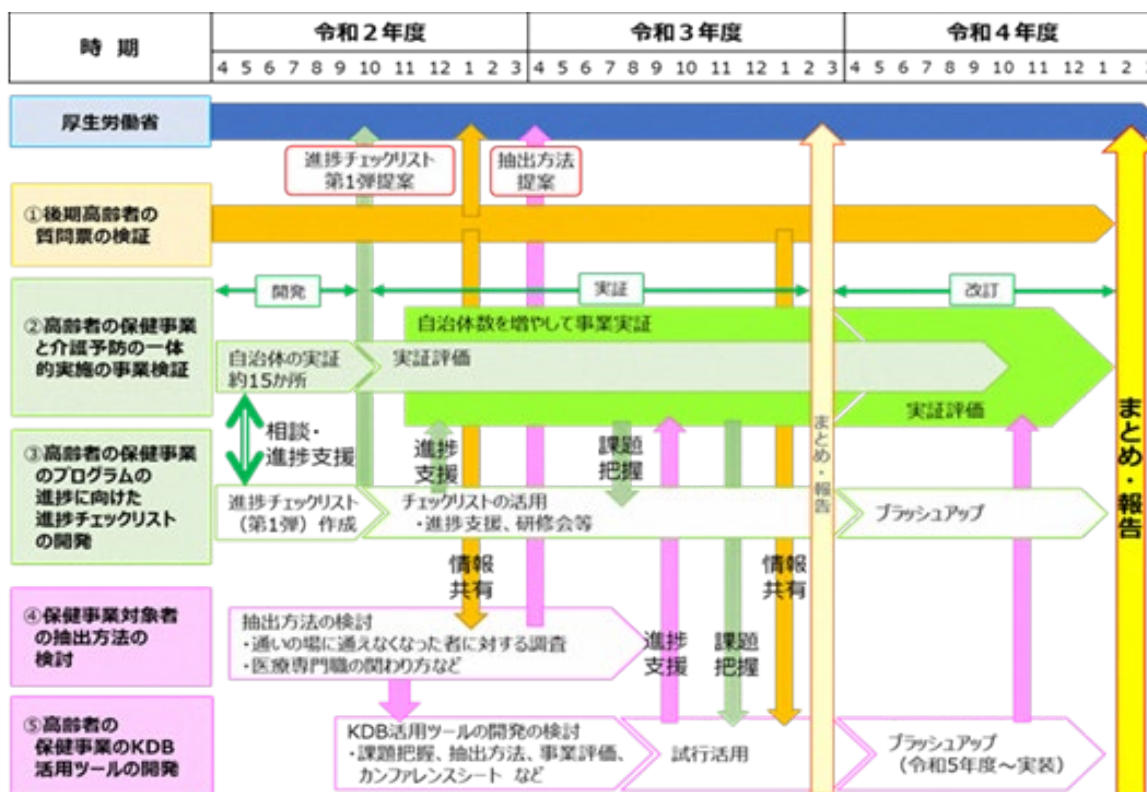 時 期
令和２年度
令和３年度
令和４年度
4 5 6 7 8 9 10 11 12 1 2 3 4 5 6 7 8 9 10 11 12 1 2 3 4 5 6 7 8 9 10 11 12 1 2
厚生労働省
進捗チェックリスト
第1弾提案
抽出方法
提案
①後期高齢者の
質問票の検証
開発
実証
改訂
②高齢者の保健事業
と介護予防の一体
的実施の事業検証
自治体数を増やして事業実証
自治体の実証
約15か所
実証評価
実証評価
相談・
進捗支援
進捗
支援
課題
把握
まとめ・報告
まとめ・報告
③高齢者の保健事業
のプログラムの
進捗に向けた
進捗チェックリスト
の開発
進捗チェックリスト
（第1弾）作成
チェックリストの活用
・進捗支援、研修会等
ブラッシュアップ
情報
共有
情報
共有
④保健事業対象者
の抽出方法の
検討
抽出方法の検討
・通いの場に通えなくなった者に対する調査
・医療専門職の関わり方など
進捗
支援
課題
把握
⑤高齢者の
保健事業のKDB
活用ツールの開発
KDB活用ツールの開発の検討
・課題把握、抽出方法、事業評価、
カンファレンスシート など
試行活用
ブラッシュアップ
（令和5年度～実装）